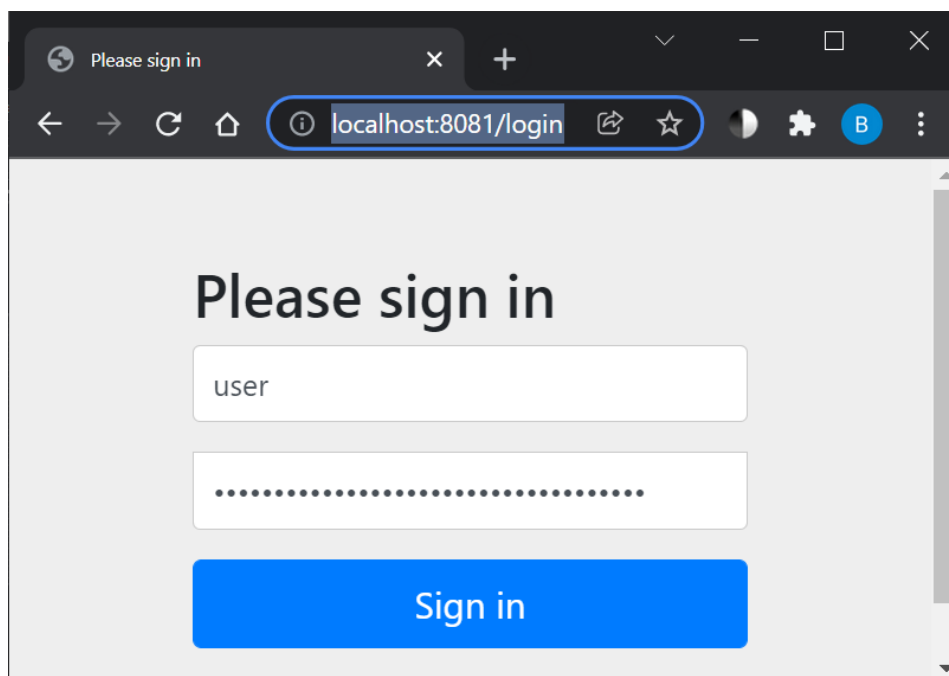 Please sign in
localhost:8081/login
B
Please sign in
user
••••••••••••••••••••••••••••••••••••
Sign in